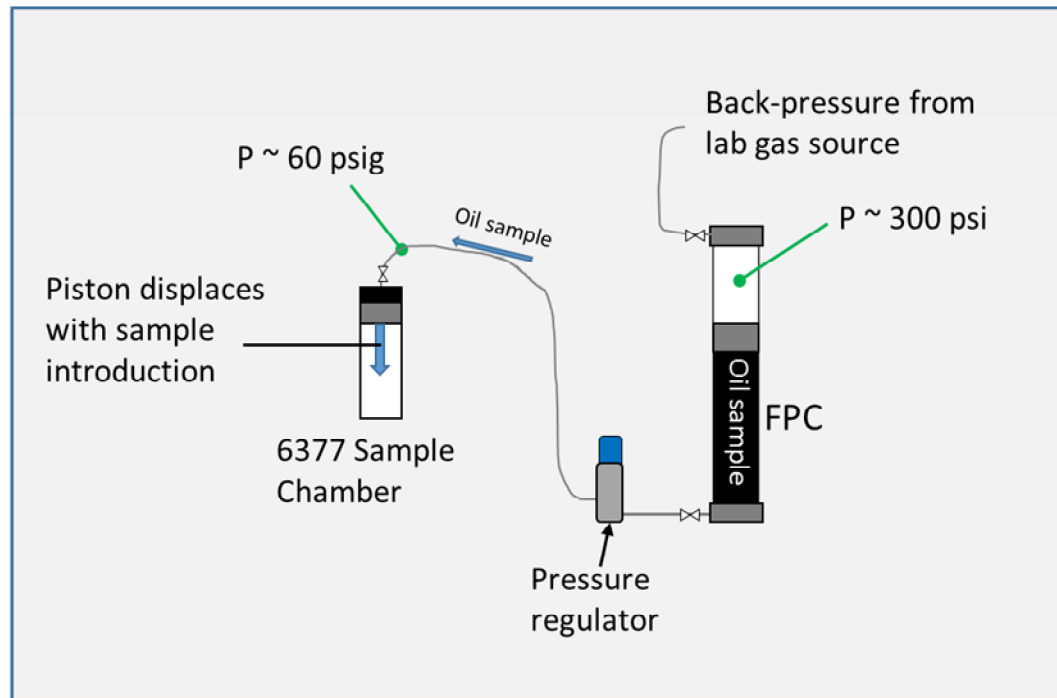 Back-pressure from
lab gas source
P ~ 60 psig
P ~ 300 psi
Oil sample
Piston displaces
with sample
introduction
Oil sample
FPC
6377 Sample
Chamber
Pressure
regulator